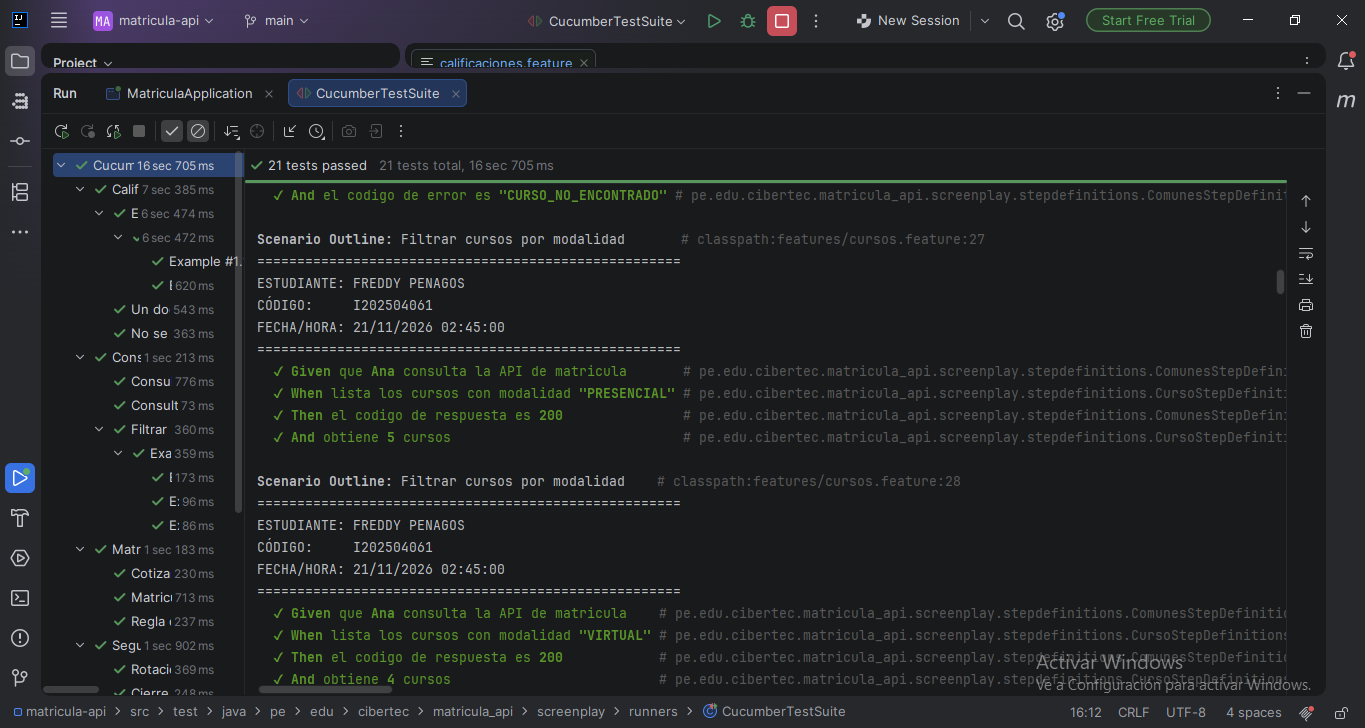 MA matricula-api main CucumberTestSuite New Session Start Free Trial
Project calificaciones.feature
Run MatriculaApplication CucumberTestSuite
Cucum 16 sec 705 ms
Calif 7 sec 385 ms
E 6 sec 474 ms
6 sec 472 ms
Example #1.
620 ms
Un do 543 ms
No se 363 ms
Cons 1 sec 213 ms
Consu 776 ms
Consult 73 ms
Filtrar 360 ms
Exa 359 ms
173 ms
E: 96 ms
E: 86 ms
Matr 1 sec 183 ms
Cotiza 230 ms
Matric 713 ms
Regla 237 ms
Segu 1 sec 902 ms
Rotaci 369 ms
Cierre 248 ms
21 tests passed 21 tests total, 16 sec 705 ms
✓ And el codigo de error es "CURSO_NO_ENCONTRADO" # pe.edu.cibertec.matricula_api.screenplay.stepdefinitions.ComunesStepDefinit
Scenario Outline: Filtrar cursos por modalidad # classpath:features/cursos.feature:27
=====================================================
ESTUDIANTE: FREDDY PENAGOS
CÓDIGO: I202504061
FECHA/HORA: 21/11/2026 02:45:00
=====================================================
✓ Given que Ana consulta la API de matricula # pe.edu.cibertec.matricula_api.screenplay.stepdefinitions.ComunesStepDefini
✓ When lista los cursos con modalidad "PRESENCIAL" # pe.edu.cibertec.matricula_api.screenplay.stepdefinitions.CursoStepDefinit
✓ Then el codigo de respuesta es 200 # pe.edu.cibertec.matricula_api.screenplay.stepdefinitions.ComunesStepDefini
✓ And obtiene 5 cursos # pe.edu.cibertec.matricula_api.screenplay.stepdefinitions.CursoStepDefinit
Scenario Outline: Filtrar cursos por modalidad # classpath:features/cursos.feature:28
=====================================================
ESTUDIANTE: FREDDY PENAGOS
CÓDIGO: I202504061
FECHA/HORA: 21/11/2026 02:45:00
=====================================================
✓ Given que Ana consulta la API de matricula # pe.edu.cibertec.matricula_api.screenplay.stepdefinitions.ComunesStepDefinitio
✓ When lista los cursos con modalidad "VIRTUAL" # pe.edu.cibertec.matricula_api.screenplay.stepdefinitions.CursoStepDefinitions
✓ Then el codigo de respuesta es 200 # pe.edu.cibertec.matricula_api.screenplay.stepdefinitions.ComunesStepDefinitio
✓ And obtiene 4 cursos # pe.edu.cibertec.matricula_api.screenplay.stepdefinitions.CursoStepDefinitions
Activar Windows
Ve a Configuración para activar Windows.
matricula-api > src > test > java > pe > edu > cibertec > matricula_api > screenplay > runners > CucumberTestSuite 16:12 CRLF UTF-8 4 spaces